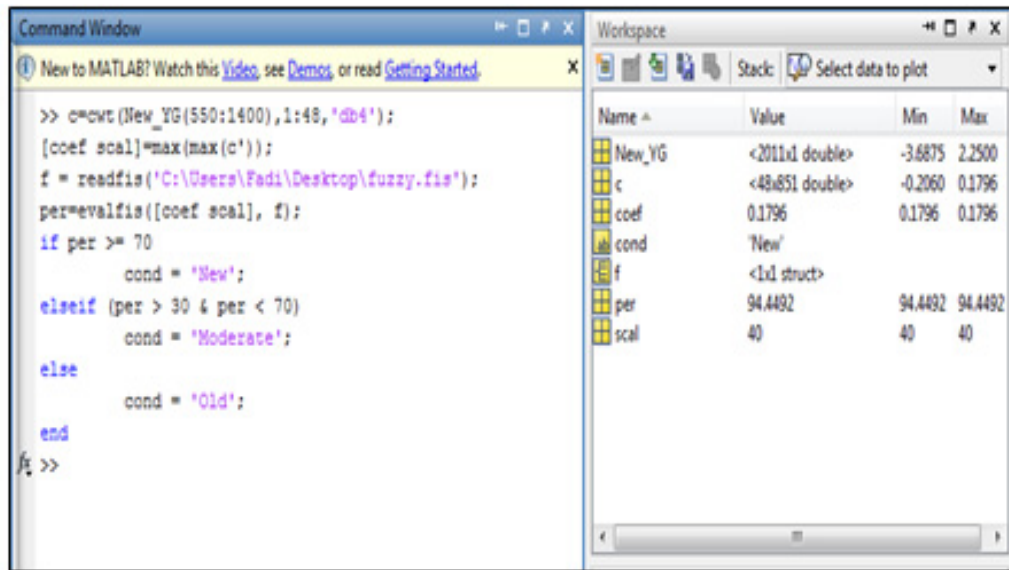 Command Window
New to MATLAB? Watch this Video, see Demos, or read Getting Started.
>> c=cwt(New_YG(550:1400),1:48,'db4');
[coef scal]=max(max(c'));
f = readfis('C:\Users\Fadi\Desktop\fuzzy.fis');
per=evalfis([coef scal], f);
if per >= 70
cond = 'New';
elseif (per > 30 & per < 70)
cond = 'Moderate';
else
cond = 'Old';
end
fx >>
Workspace
Stack: Select data to plot
Name Value Min Max
New_YG <2011x1 double> -3.6875 2.2500
c <48x851 double> -0.2060 0.1796
coef 0.1796 0.1796 0.1796
ab cond 'New'
f <1x1 struct>
per 94.4492 94.4492 94.4492
scal 40 40 40